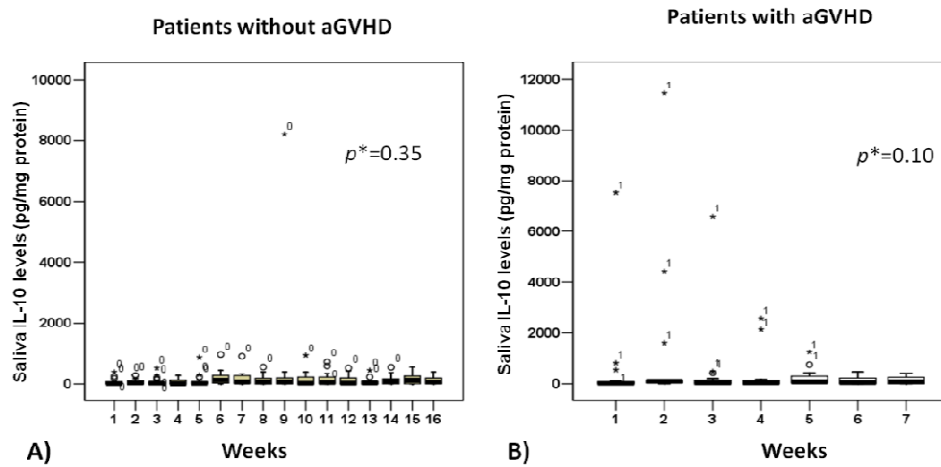 Patients without aGVHD
Saliva IL-10 levels (pg/mg protein)
10000
8000
6000
4000
2000
0
p*=0.35
1 2 3 4 5 6 7 8 9 10 11 12 13 14 15 16
A)
Weeks
Patients with aGVHD
Saliva IL-10 levels (pg/mg protein)
12000
10000
8000
6000
4000
2000
0
p*=0.10
1 2 3 4 5 6 7
B)
Weeks